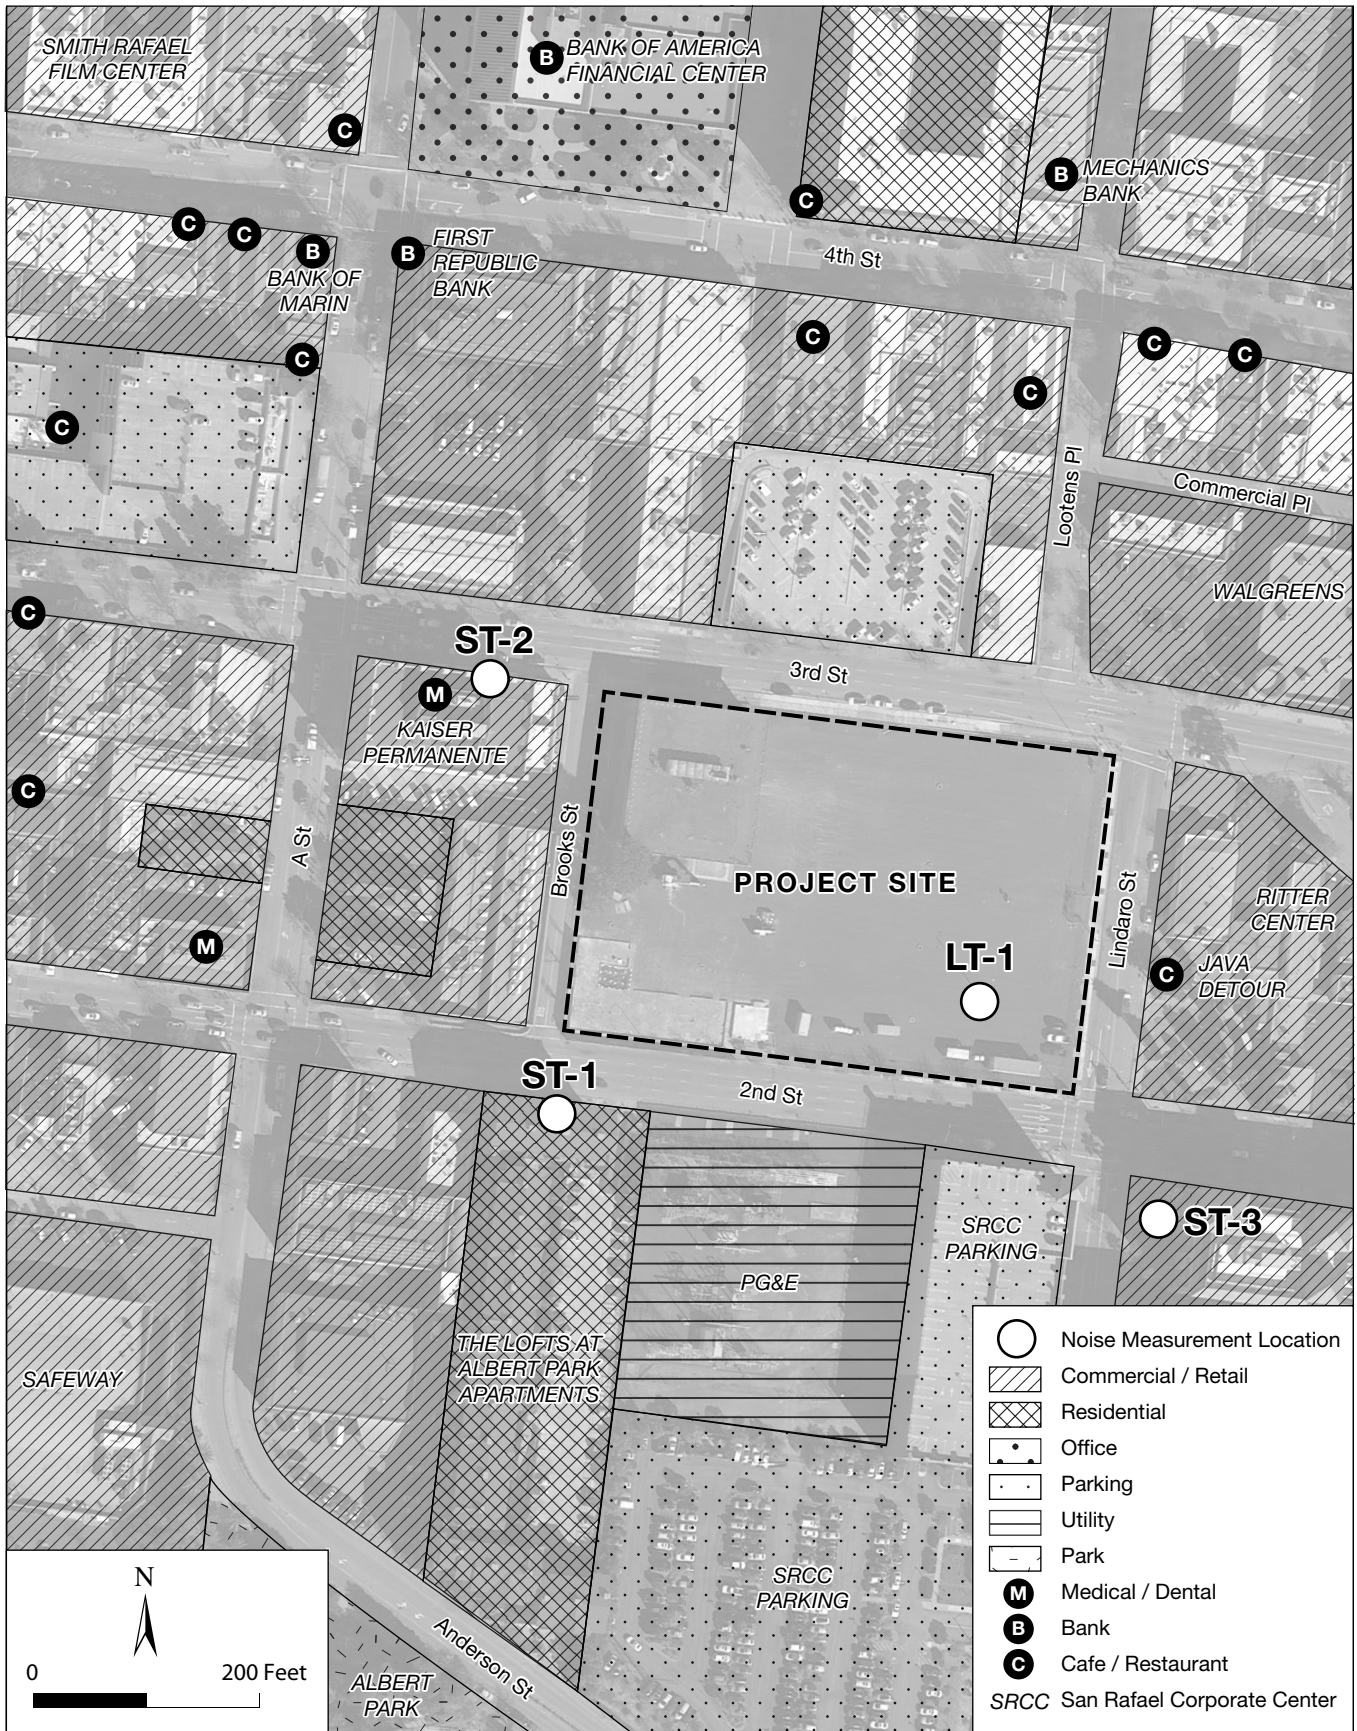 SMITH RAFAEL
FILM CENTER
B
BANK OF AMERICA
FINANCIAL CENTER
C
B
MECHANICS
BANK
C
C
C
B
BANK OF
MARIN
B
FIRST
REPUBLIC
BANK
4th St
C
C
C
C
C
C
Lootens Pl
Commercial Pl
WALGREENS
C
ST-2
M
KAISER
PERMANENTE
3rd St
C
A St
Brooks St
PROJECT SITE
Lindaro St
RITTER
CENTER
M
LT-1
C
JAVA
DETOUR
ST-1
2nd St
ST-3
SRCC
PARKING
PG&E
THE LOFTS AT
ALBERT PARK
APARTMENTS
SAFEWAY
SRCC
PARKING
Anderson St
ALBERT
PARK
N
0 200 Feet
Noise Measurement Location
Commercial / Retail
Residential
Office
Parking
Utility
Park
M Medical / Dental
B Bank
C Cafe / Restaurant
SRCC San Rafael Corporate Center